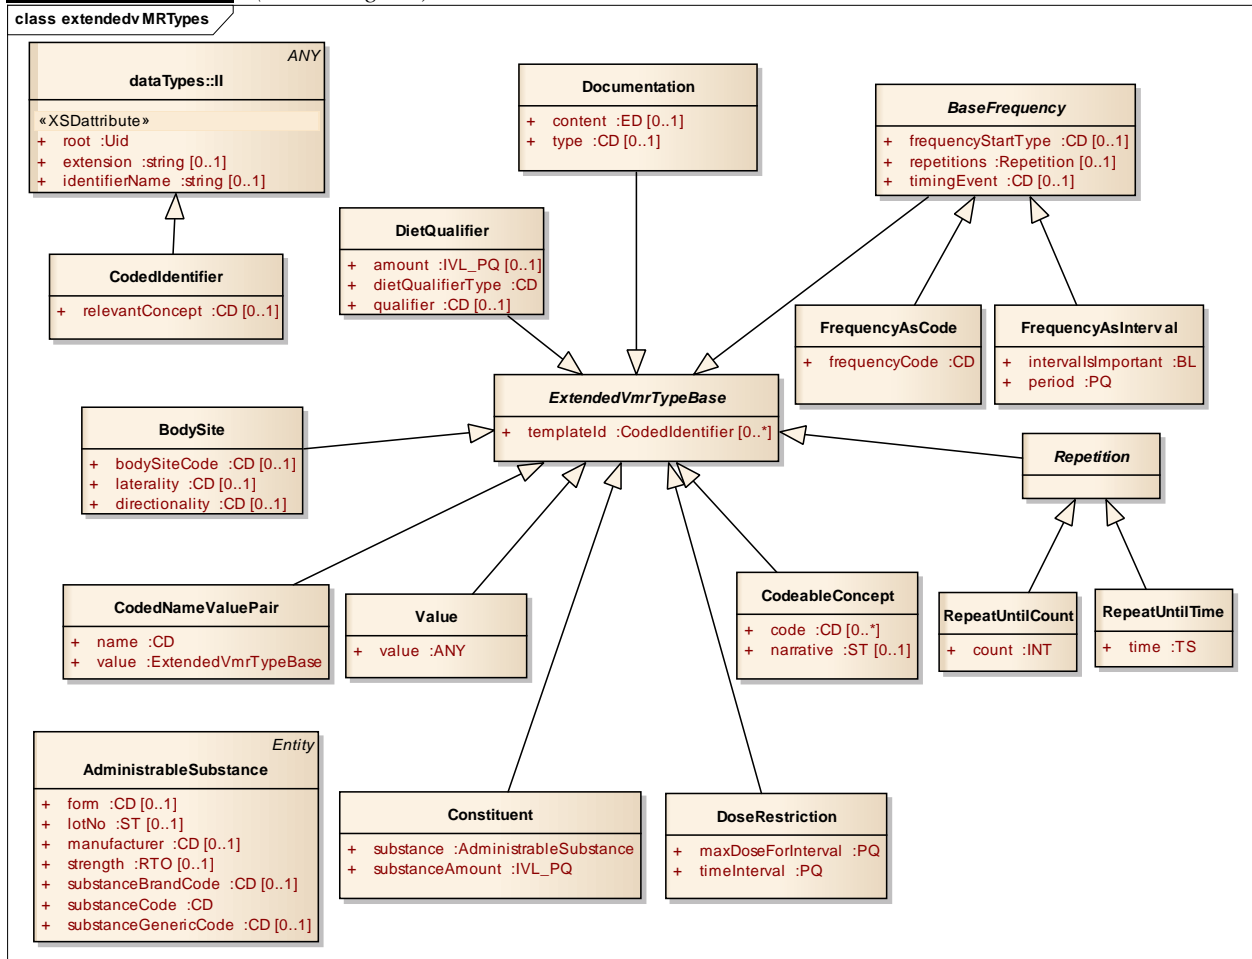 class extendedvMRTypes
ANY
dataTypes::II
«XSDattribute»
+ root :Uid
+ extension :string [0..1]
+ identifierName :string [0..1]
CodedIdentifier
+ relevantConcept :CD [0..1]
Documentation
+ content :ED [0..1]
+ type :CD [0..1]
BaseFrequency
+ frequencyStartType :CD [0..1]
+ repetitions :Repetition [0..1]
+ timingEvent :CD [0..1]
DietQualifier
+ amount :IVL_PQ [0..1]
+ dietQualifierType :CD
+ qualifier :CD [0..1]
FrequencyAsCode
+ frequencyCode :CD
FrequencyAsInterval
+ intervalIsImportant :BL
+ period :PQ
ExtendedVmrTypeBase
+ templateId :CodedIdentifier [0..*]
BodySite
+ bodySiteCode :CD [0..1]
+ laterality :CD [0..1]
+ directionality :CD [0..1]
Repetition
CodedNameValuePair
+ name :CD
+ value :ExtendedVmrTypeBase
Value
+ value :ANY
CodeableConcept
+ code :CD [0..*]
+ narrative :ST [0..1]
RepeatUntilCount
+ count :INT
RepeatUntilTime
+ time :TS
Entity
AdministrableSubstance
+ form :CD [0..1]
+ lotNo :ST [0..1]
+ manufacturer :CD [0..1]
+ strength :RTO [0..1]
+ substanceBrandCode :CD [0..1]
+ substanceCode :CD
+ substanceGenericCode :CD [0..1]
Constituent
+ substance :AdministrableSubstance
+ substanceAmount :IVL_PQ
DoseRestriction
+ maxDoseForInterval :PQ
+ timeInterval :PQ